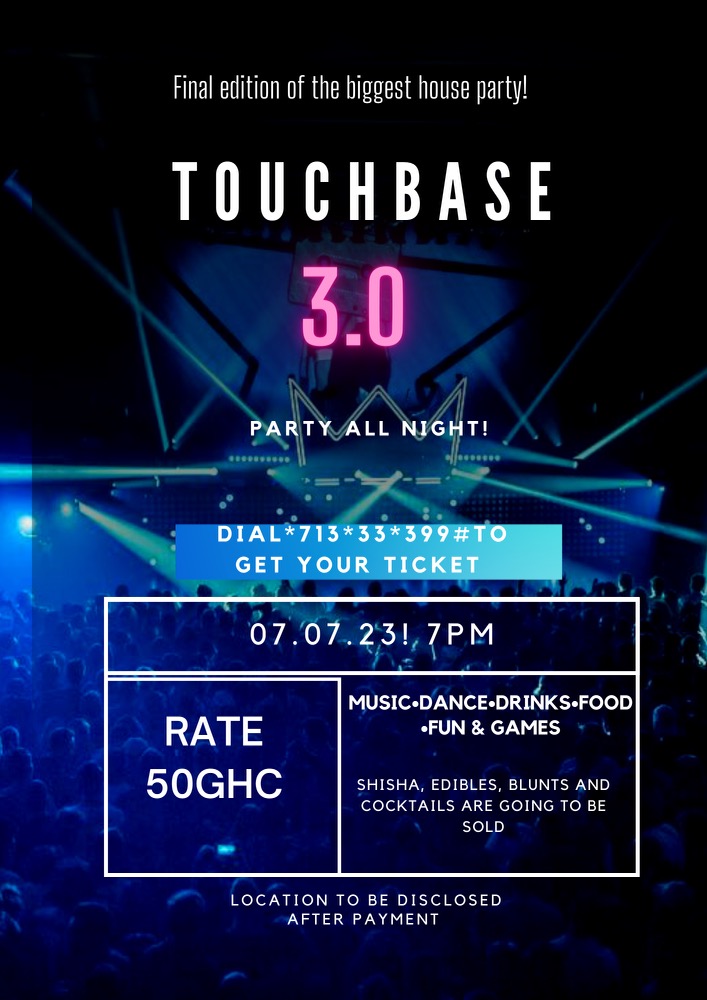 Final edition of the biggest house party!
TOUCHBASE
3.0
PARTY ALL NIGHT!
DIAL*713*33*399#TO
GET YOUR TICKET
07.07.23! 7PM
RATE
50GHC
MUSIC•DANCE•DRINKS•FOOD
•FUN & GAMES
SHISHA, EDIBLES, BLUNTS AND
COCKTAILS ARE GOING TO BE
SOLD
LOCATION TO BE DISCLOSED
AFTER PAYMENT